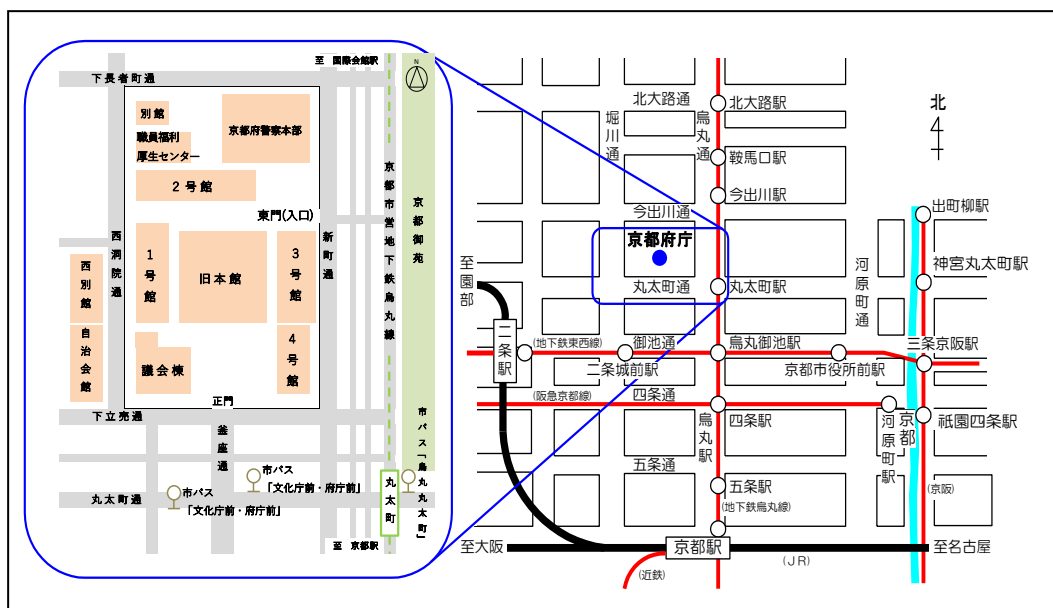 至 国際会館駅
N
下長者町通
別館
職員福利
厚生センター
京都府警察本部
2号館
東門(入口)
西洞院通
新町通
京都市営地下鉄烏丸線
京都御苑
西別館
1号館
旧本館
3号館
自治会館
議会棟
4号館
正門
下立売通
釜座通
市バス「烏丸丸太町」
市バス
「文化庁前・府庁前」
市バス
「文化庁前・府庁前」
丸太町通
丸太町
至 京都駅
北大路通
北大路駅
堀川通
烏丸通
北
鞍馬口駅
今出川駅
今出川通
出町柳駅
京都府庁
神宮丸太町駅
至園部
河原町通
丸太町通
丸太町駅
二条駅
(地下鉄東西線)
御池通
烏丸御池駅
三条京阪駅
二条城前駅
京都市役所前駅
(阪急京都線)
四条通
烏丸駅
四条駅
京都
河原町駅
祇園四条駅
五条通
五条駅
(京阪)
(地下鉄烏丸線)
至大阪
京都駅
至名古屋
(JR)
(近鉄)